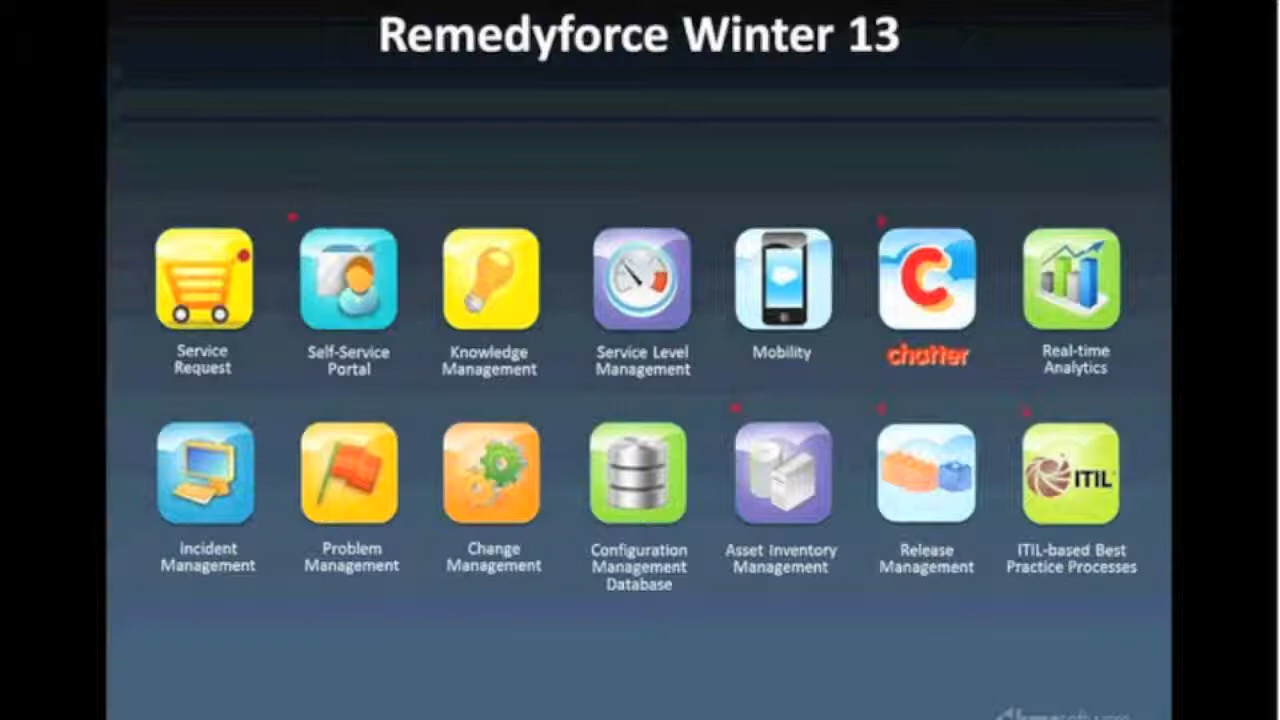 Remedyforce Winter 13
Service
Request
Self-Service
Portal
Knowledge
Management
Service Level
Management
Mobility
chatter
Real-time
Analytics
ITIL
Incident
Management
Problem
Management
Change
Management
Configuration
Management
Database
Asset Inventory
Management
Release
Management
ITIL-based Best
Practice Processes